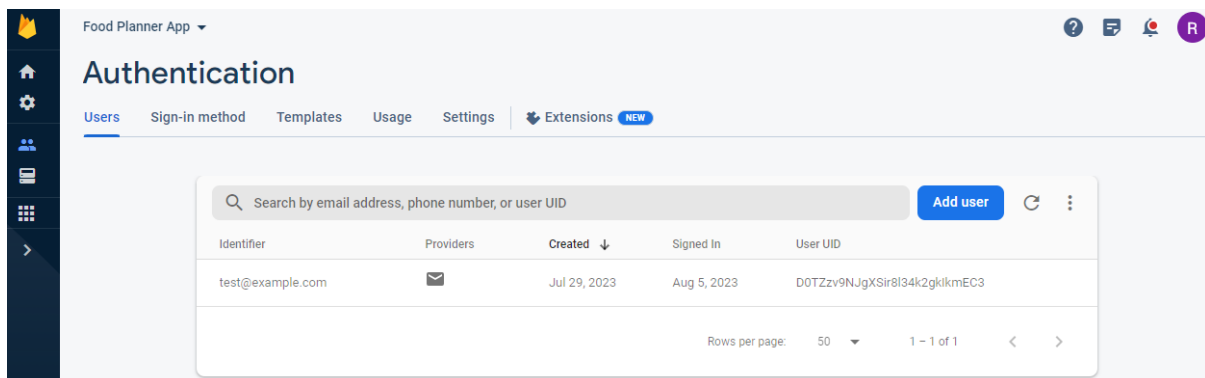 Food Planner App
R
Authentication
Users Sign-in method Templates Usage Settings Extensions NEW
Search by email address, phone number, or user UID Add user
Identifier Providers Created Signed In User UID
test@example.com Jul 29, 2023 Aug 5, 2023 D0TZzv9NJgXSir8l34k2gkIkmEC3
Rows per page: 50 1 – 1 of 1